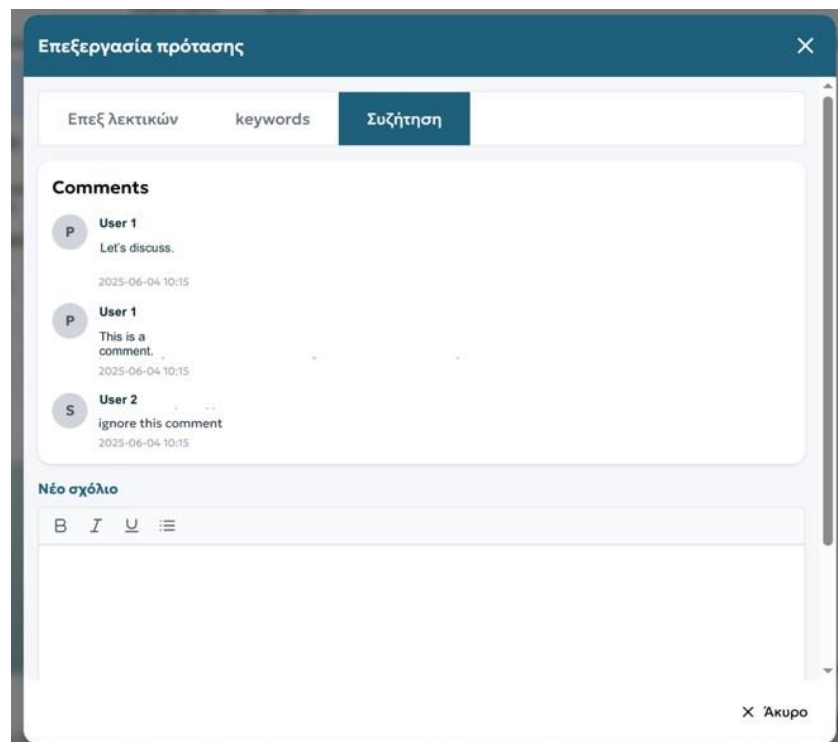 Επεξεργασία πρότασης
Επεξ λεκτικών keywords Συζήτηση
Comments
P
User 1
Let's discuss.
2025-06-04 10:15
P
User 1
This is a
comment.
2025-06-04 10:15
S
User 2
ignore this comment
2025-06-04 10:15
Νέο σχόλιο
B I U
Άκυρο